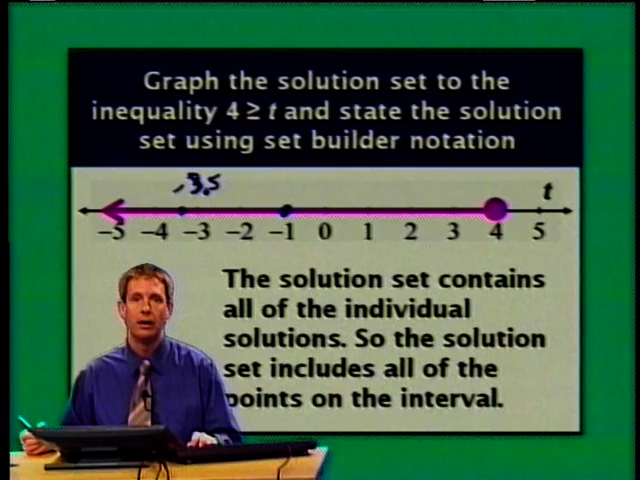 Graph the solution set to the
inequality 4 ≥ t and state the solution
set using set builder notation
-3.5
t
-5 -4 -3 -2 -1 0 1 2 3 4 5
The solution set contains
all of the individual
solutions. So the solution
set includes all of the
points on the interval.